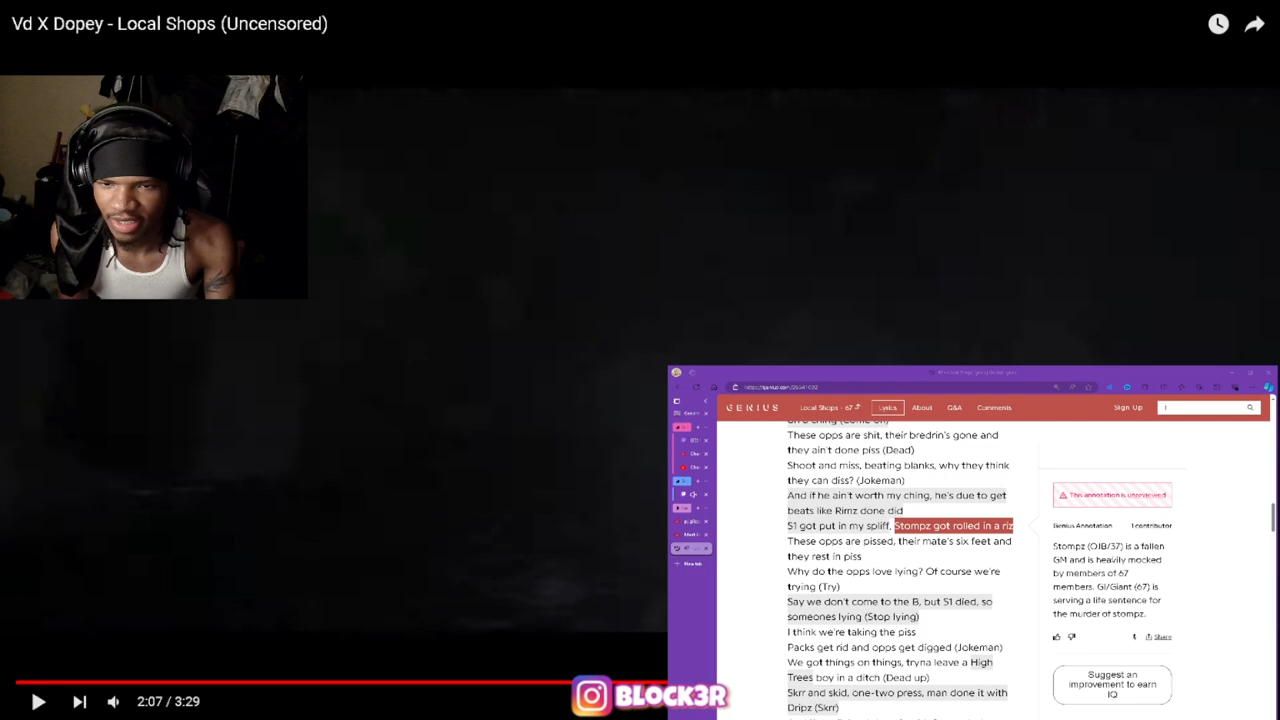 Vd X Dopey - Local Shops (Uncensored)
GENIUS
Local Shops - 67
Lyrics
About
Q&A
Comments
Sign Up
These opps are shit, their bredrin's gone and
they ain't done piss (Dead)
Shoot and miss, beating blanks, why they think
they can diss? (Jokeman)
And if he ain't worth my ching, he's due to get
beats like Rimz done did
S1 got put in my spliff, Stompz got rolled in a riz
These opps are pissed, their mate's six feet and
they rest in piss
Why do the opps love lying? Of course we're
trying (Try)
Say we don't come to the B, but S1 died, so
someones lying (Stop lying)
I think we're taking the piss
Packs get rid and opps get digged (Jokeman)
We got things on things, tryna leave a High
Trees boy in a ditch (Dead up)
Skrr and skid, one-two press, man done it with
Dripz (Skrr)
This annotation is unreviewed
Genius Annotation
1 contributor
Stompz (OJB/37) is a fallen
GM and is heavily mocked
by members of 67
members. GI/Giant (67) is
serving a life sentence for
the murder of stompz.
Share
Suggest an
improvement to earn
IQ
New tab
2:07 / 3:29
BLOCK3R